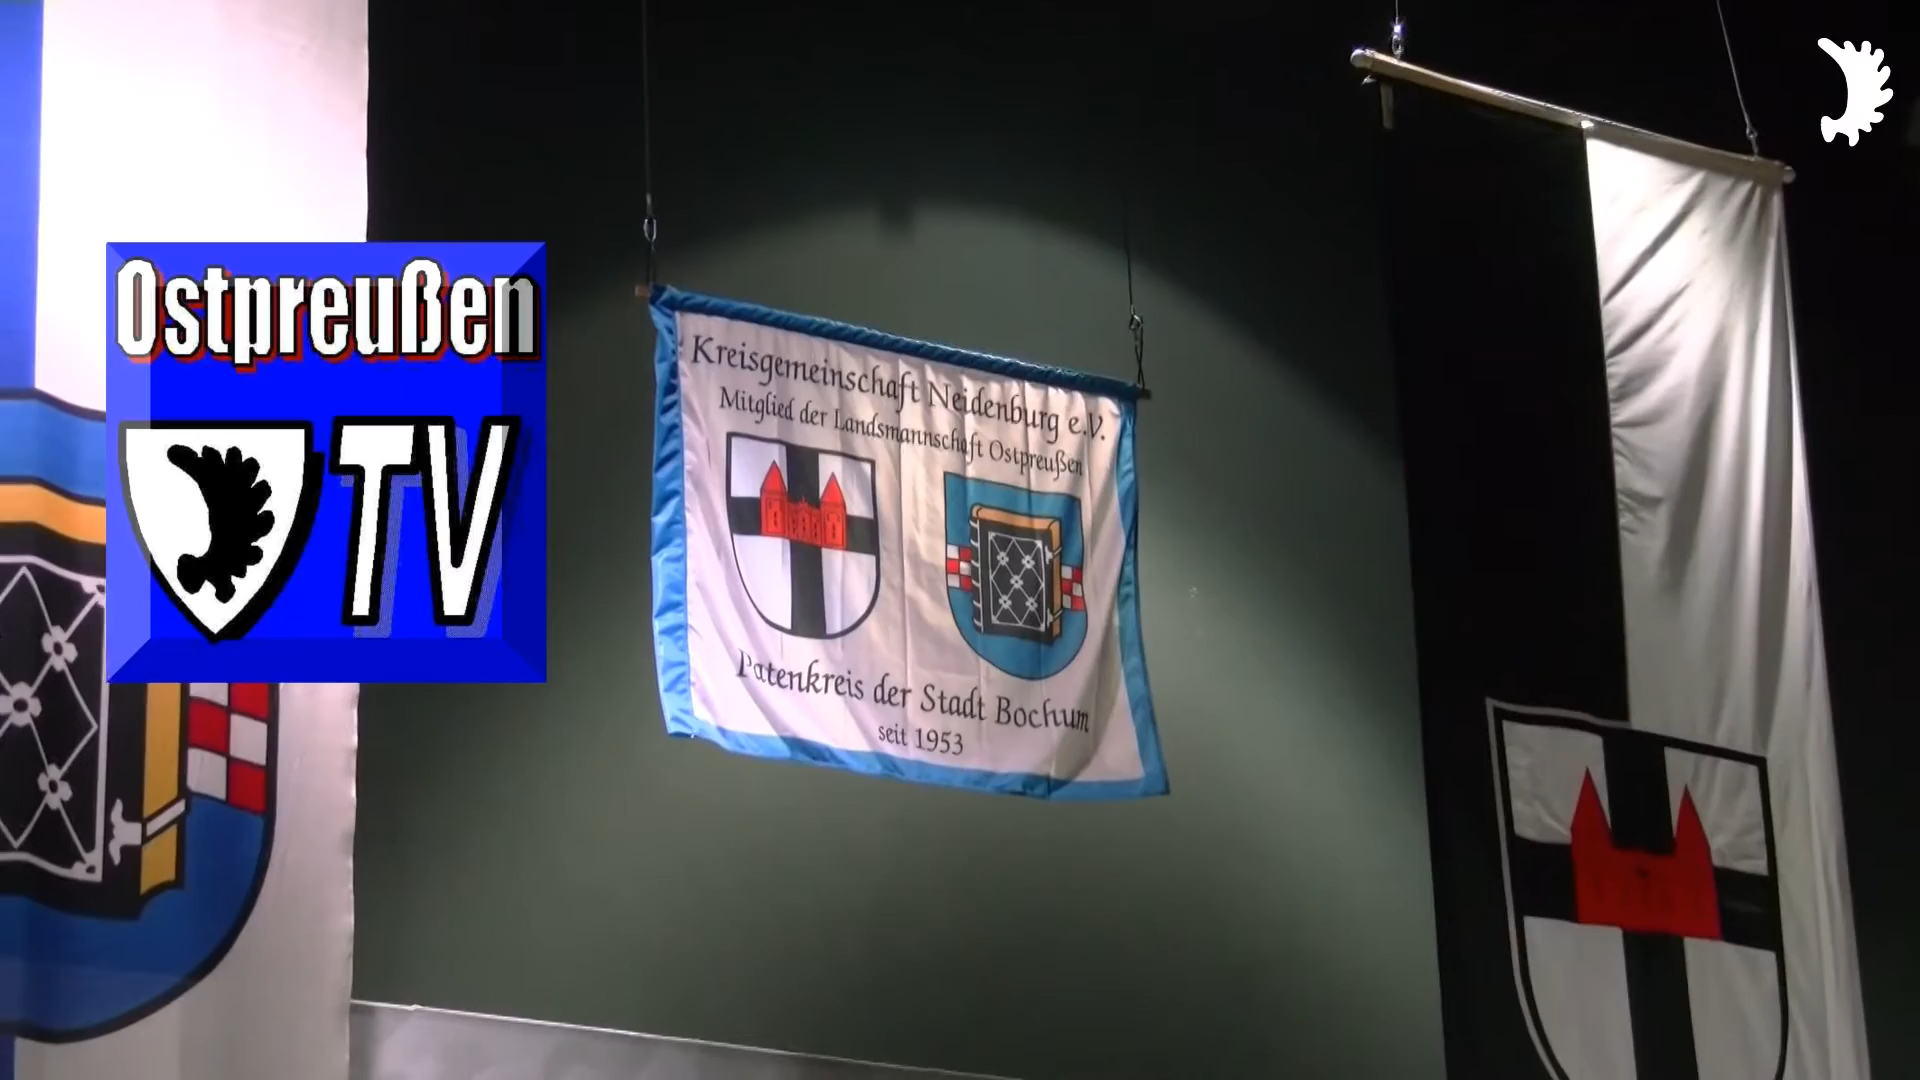 Ostpreußen
TV
Kreisgemeinschaft Neidenburg e.V.
Mitglied der Landsmannschaft Ostpreußen
Patenkreis der Stadt Bochum
seit 1953